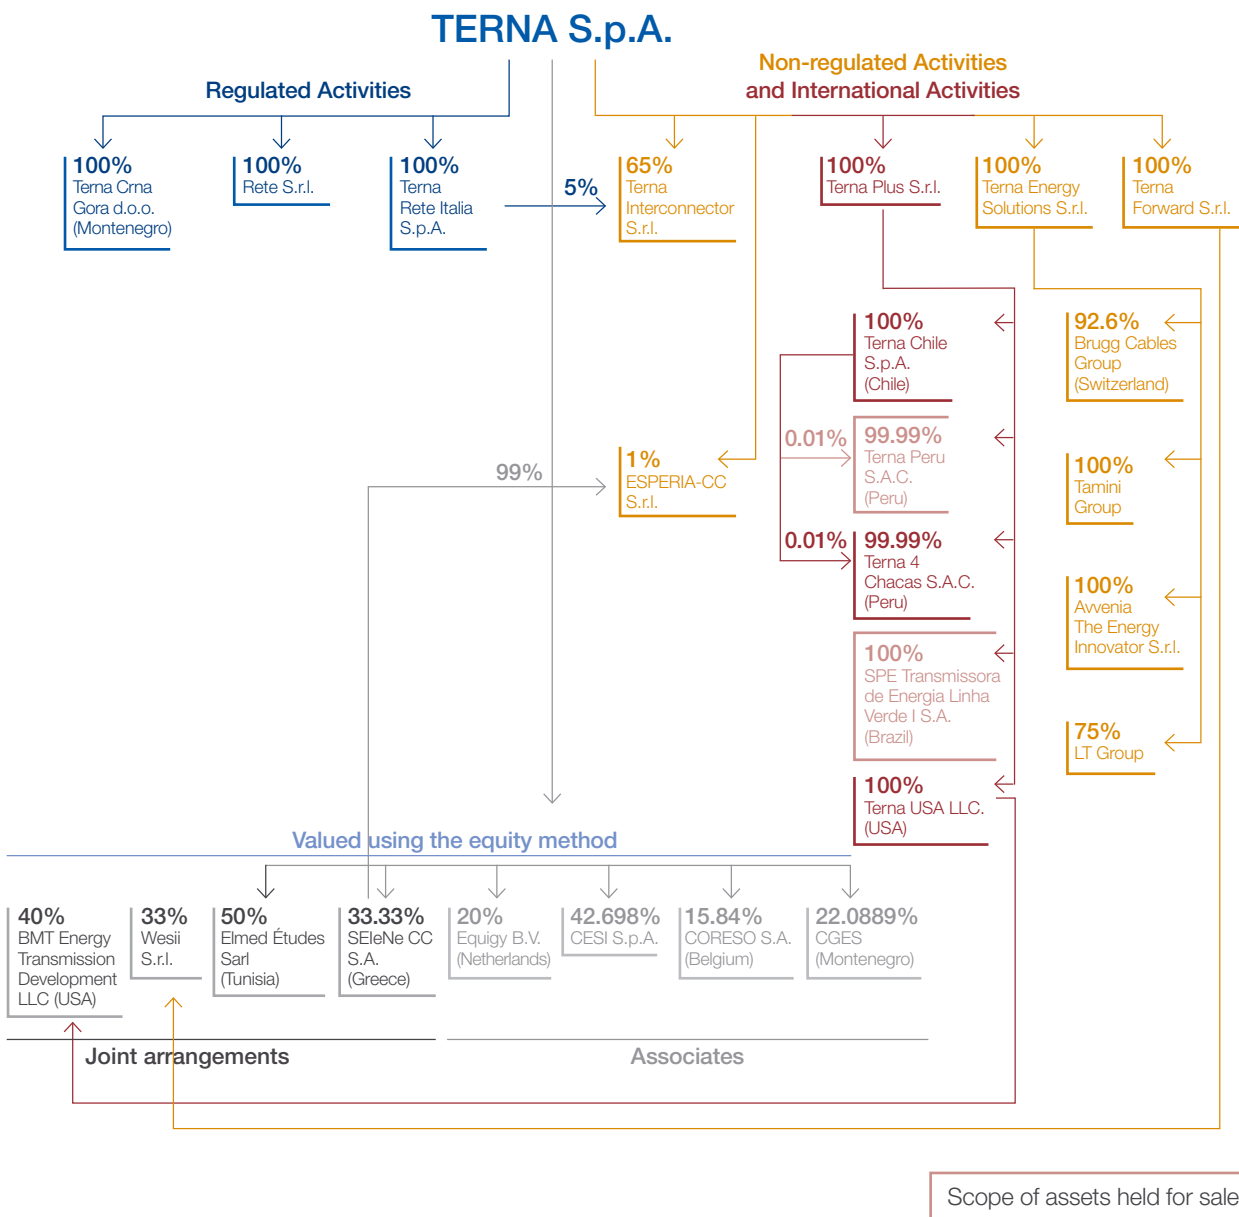 TERNA S.p.A.
Regulated Activities
Non-regulated Activities
and International Activities
100%
Terna Crna
Gora d.o.o.
(Montenegro)
100%
Rete S.r.l.
100%
Terna
Rete Italia
S.p.A.
5%
65%
Terna
Interconnector
S.r.l.
100%
Terna Plus S.r.l.
100%
Terna Energy
Solutions S.r.l.
100%
Terna
Forward S.r.l.
100%
Terna Chile
S.p.A.
(Chile)
92.6%
Brugg Cables
Group
(Switzerland)
0.01%
99.99%
Terna Peru
S.A.C.
(Peru)
99%
1%
ESPERIA-CC
S.r.l.
100%
Tamini
Group
0.01%
99.99%
Terna 4
Chacas S.A.C.
(Peru)
100%
Avvenia
The Energy
Innovator S.r.l.
100%
SPE Transmissora
de Energia Linha
Verde I S.A.
(Brazil)
75%
LT Group
100%
Terna USA LLC.
(USA)
Valued using the equity method
40%
BMT Energy
Transmission
Development
LLC (USA)
33%
Wesii
S.r.l.
50%
Elmed Études
Sarl
(Tunisia)
33.33%
SEleNe CC
S.A.
(Greece)
20%
Equigy B.V.
(Netherlands)
42.698%
CESI S.p.A.
15.84%
CORESO S.A.
(Belgium)
22.0889%
CGES
(Montenegro)
Joint arrangements
Associates
Scope of assets held for sale